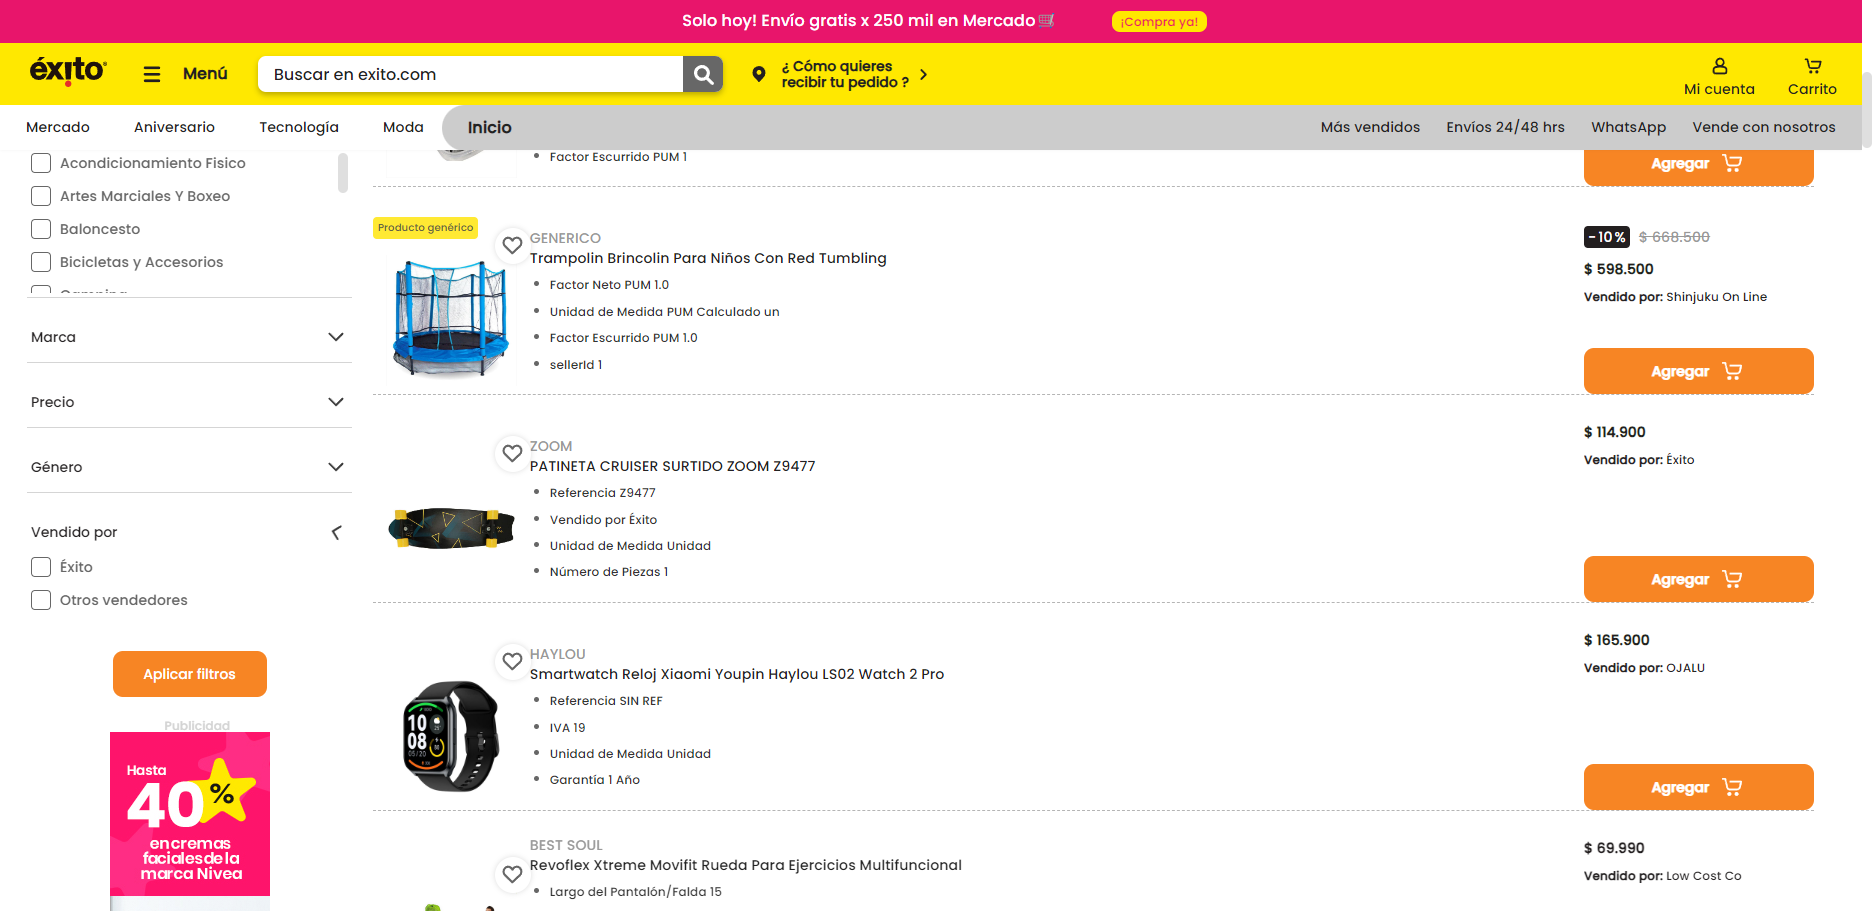 Solo hoy! Envío gratis x 250 mil en Mercado
¡Compra ya!
éxito
Menú
Buscar en exito.com
¿ Cómo quieres
recibir tu pedido ?
Mi cuenta
Carrito
Mercado
Aniversario
Tecnología
Moda
Inicio
Más vendidos
Envíos 24/48 hrs
WhatsApp
Vende con nosotros
Acondicionamiento Fisico
Artes Marciales Y Boxeo
Baloncesto
Bicicletas y Accesorios
Marca
Precio
Género
Vendido por
Éxito
Otros vendedores
Aplicar filtros
Publicidad
Hasta
40%
en cremas
faciales de la
marca Nivea
Factor Escurrido PUM 1
Agregar
Producto genérico
GENERICO
Trampolin Brincolin Para Niños Con Red Tumbling
Factor Neto PUM 1.0
Unidad de Medida PUM Calculado un
Factor Escurrido PUM 1.0
sellerId 1
-10% $ 668.500
$ 598.500
Vendido por: Shinjuku On Line
Agregar
ZOOM
PATINETA CRUISER SURTIDO ZOOM Z9477
Referencia Z9477
Vendido por Éxito
Unidad de Medida Unidad
Número de Piezas 1
$ 114.900
Vendido por: Éxito
Agregar
HAYLOU
Smartwatch Reloj Xiaomi Youpin Haylou LS02 Watch 2 Pro
Referencia SIN REF
IVA 19
Unidad de Medida Unidad
Garantía 1 Año
10
08
$ 165.900
Vendido por: OJALU
Agregar
BEST SOUL
Revoflex Xtreme Movifit Rueda Para Ejercicios Multifuncional
Largo del Pantalón/Falda 15
$ 69.990
Vendido por: Low Cost Co